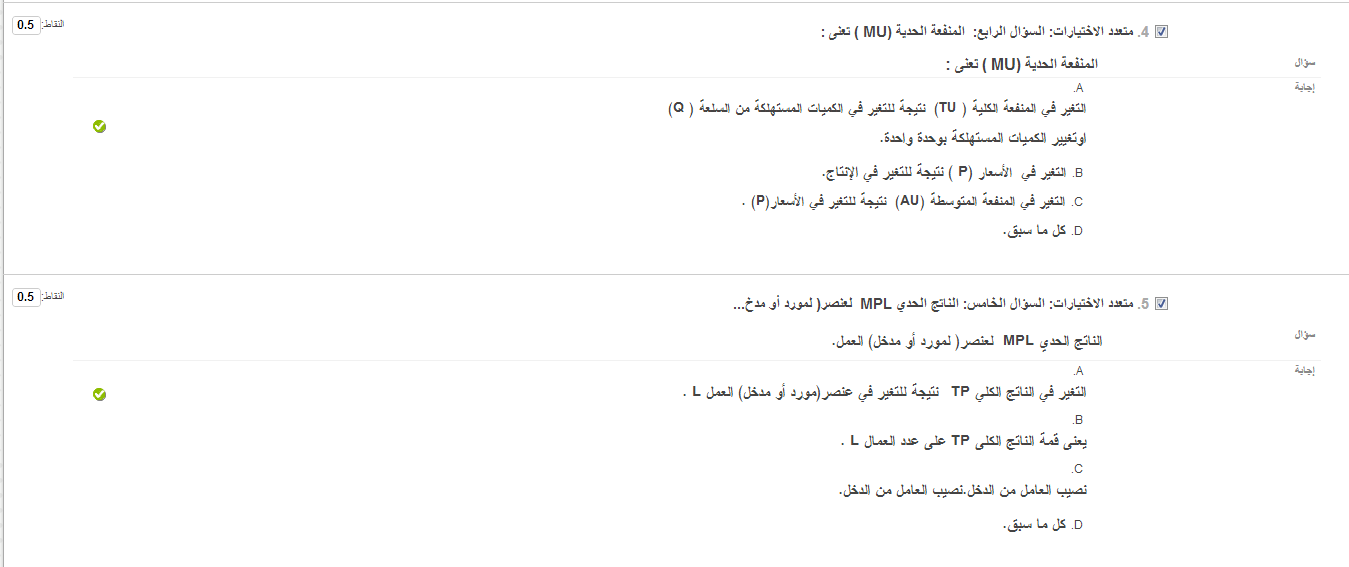 4. متعدد الاختيارات: السؤال الرابع: المنفعة الحدية (MU ) تعنى :
النقاط: 0.5
سؤال
المنفعة الحدية (MU ) تعنى :
إجابة
A.
التغير في المنفعة الكلية ( TU) نتيجة للتغير في الكميات المستهلكة من السلعة ( Q)
اوتغيير الكميات المستهلكة بوحدة واحدة.
B. التغير في الأسعار (P ) نتيجة للتغير في الإنتاج.
C. التغير في المنفعة المتوسطة (AU) نتيجة للتغير في الأسعار(P) .
D. كل ما سبق.
5. متعدد الاختيارات: السؤال الخامس: الناتج الحدي MPL لعنصر( لمورد أو مدخ...
النقاط: 0.5
سؤال
الناتج الحدي MPL لعنصر( لمورد أو مدخل) العمل.
إجابة
A.
التغير في الناتج الكلي TP نتيجة للتغير في عنصر(مورد أو مدخل) العمل L .
B.
يعنى قمة الناتج الكلى TP على عدد العمال L .
C.
نصيب العامل من الدخل.نصيب العامل من الدخل.
D. كل ما سبق.